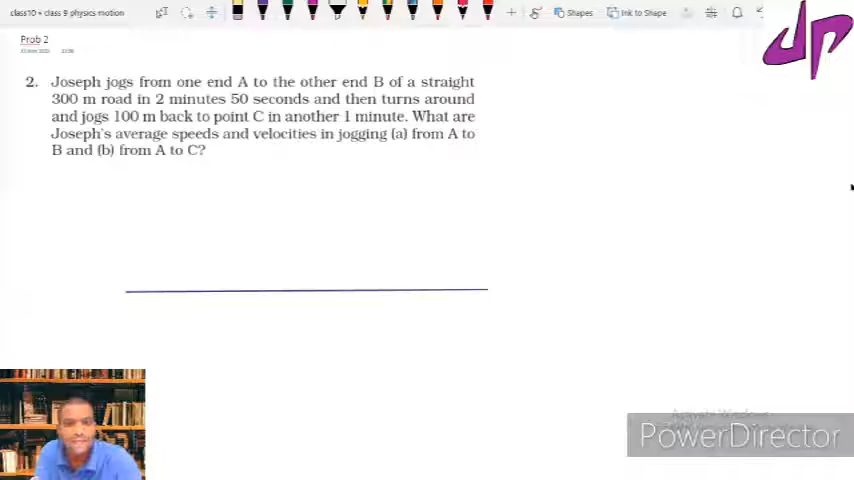 class10 • class 9 physics motion
Shapes
Ink to Shape
dp
Prob 2
2. Joseph jogs from one end A to the other end B of a straight
300 m road in 2 minutes 50 seconds and then turns around
and jogs 100 m back to point C in another 1 minute. What are
Joseph's average speeds and velocities in jogging (a) from A to
B and (b) from A to C?
Activate Windows
PowerDirector